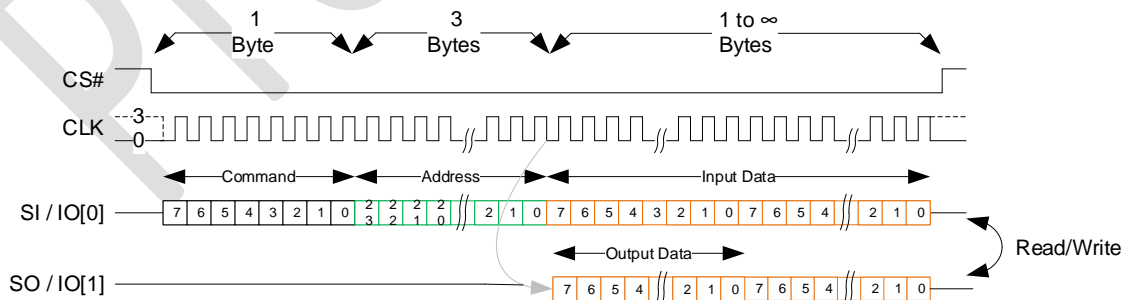 1 Byte
3 Bytes
1 to ∞ Bytes
CS#
CLK
3
0
Command
Address
Input Data
SI / IO[0]
7 6 5 4 3 2 1 0 23 22 21 20 2 1 0 7 6 5 4 3 2 1 0 7 6 5 4 2 1 0
Read/Write
Output Data
SO / IO[1]
7 6 5 4 2 1 0 7 6 5 4 2 1 0